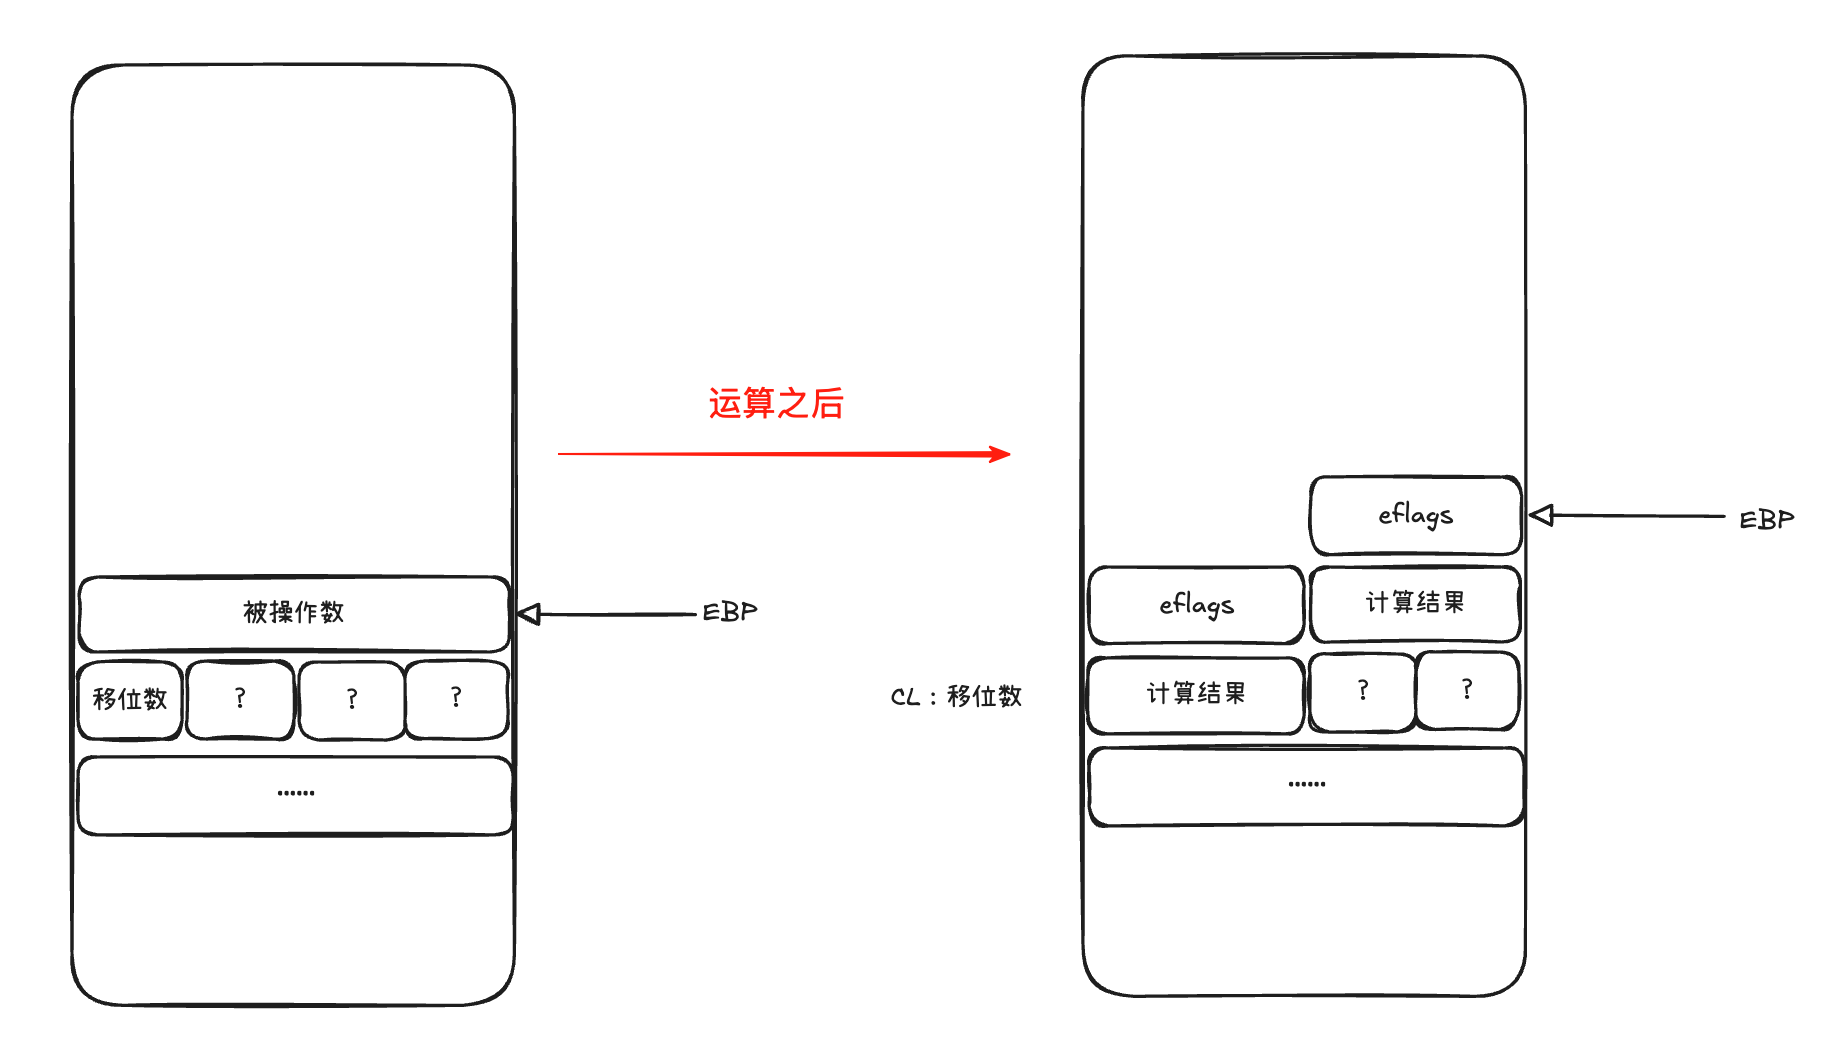 运算之后
eflags
EBP
被操作数
EBP
eflags
计算结果
移位数
?
?
?
CL：移位数
计算结果
?
?
......
......